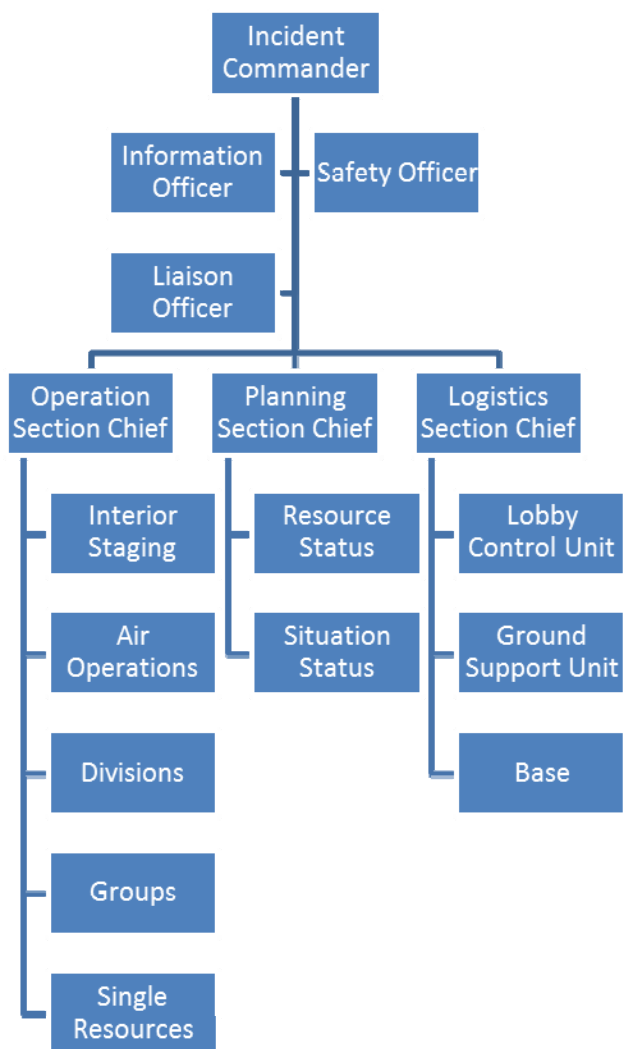 Incident
Commander
Information
Officer
Safety Officer
Liaison
Officer
Operation
Section Chief
Planning
Section Chief
Logistics
Section Chief
Interior
Staging
Resource
Status
Lobby
Control Unit
Air
Operations
Situation
Status
Ground
Support Unit
Divisions
Base
Groups
Single
Resources